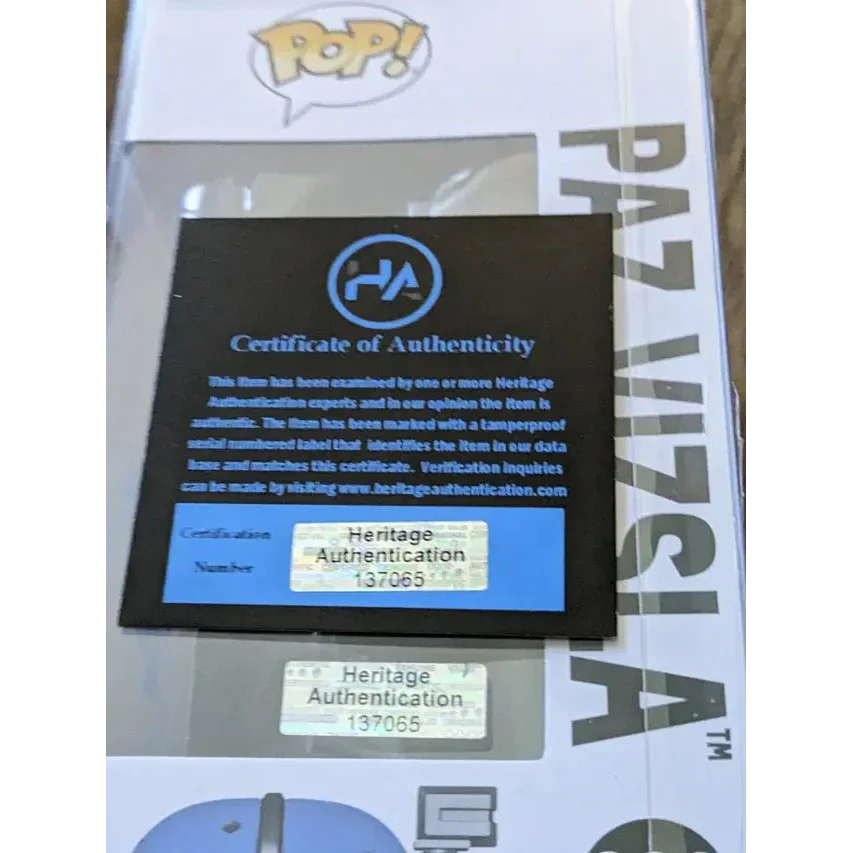 POP!
PAZ VIZSLA™
HA
Certificate of Authenticity
This item has been examined by one or more Heritage
Authentication experts and in our opinion the item is
authentic. The item has been marked with a tamperproof
serial numbered label that identifies the item in our data
base and matches this certificate. Verification inquiries
can be made by visiting www.heritageauthentication.com
Certification
Number
Heritage
Authentication
137065
Heritage
Authentication
137065